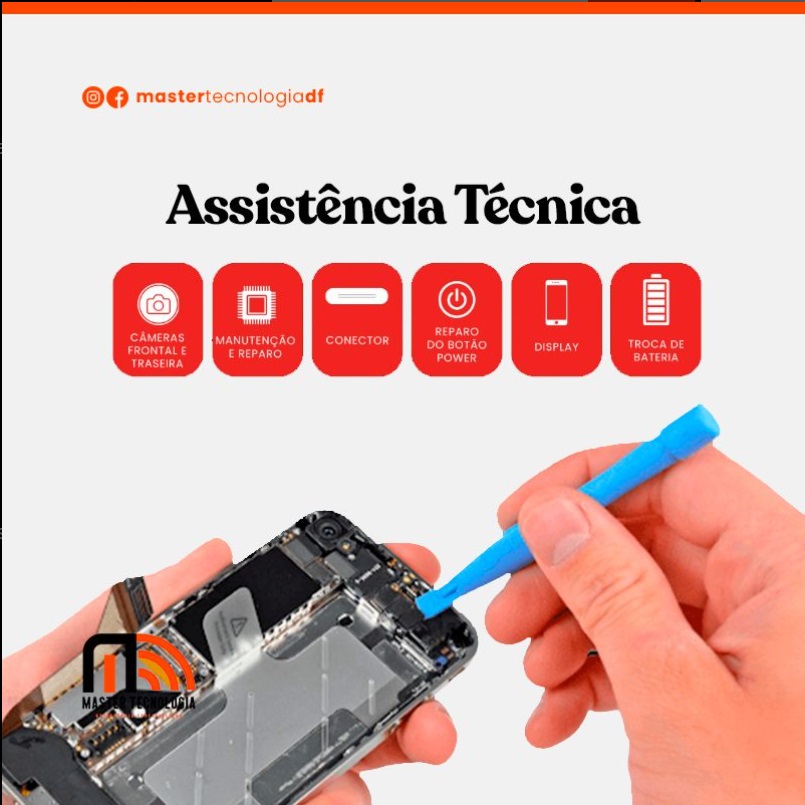 mastertecnologiadf
Assistência Técnica
CÂMERAS
FRONTAL E
TRASEIRA
MANUTENÇÃO
E REPARO
CONECTOR
REPARO
DO BOTÃO
POWER
DISPLAY
TROCA DE
BATERIA
MASTER TECNOLOGIA